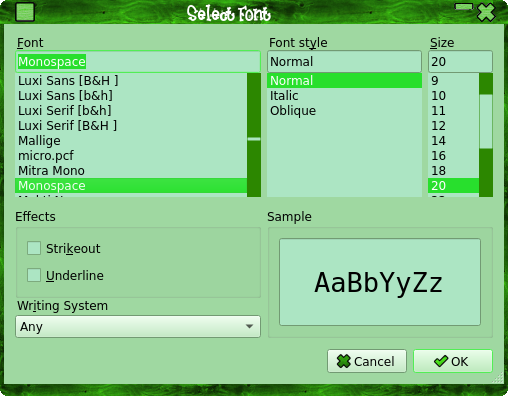 Select Font
Font
Font style
Size
Monospace
Normal
20
Luxi Sans [B&H ]
Luxi Sans [b&h]
Luxi Serif [b&h]
Luxi Serif [B&H ]
Mallige
micro.pcf
Mitra Mono
Monospace
Normal
Italic
Oblique
9
10
11
12
14
16
18
20
Effects
Strikeout
Underline
Sample
AaBbYyZz
Writing System
Any
Cancel
OK